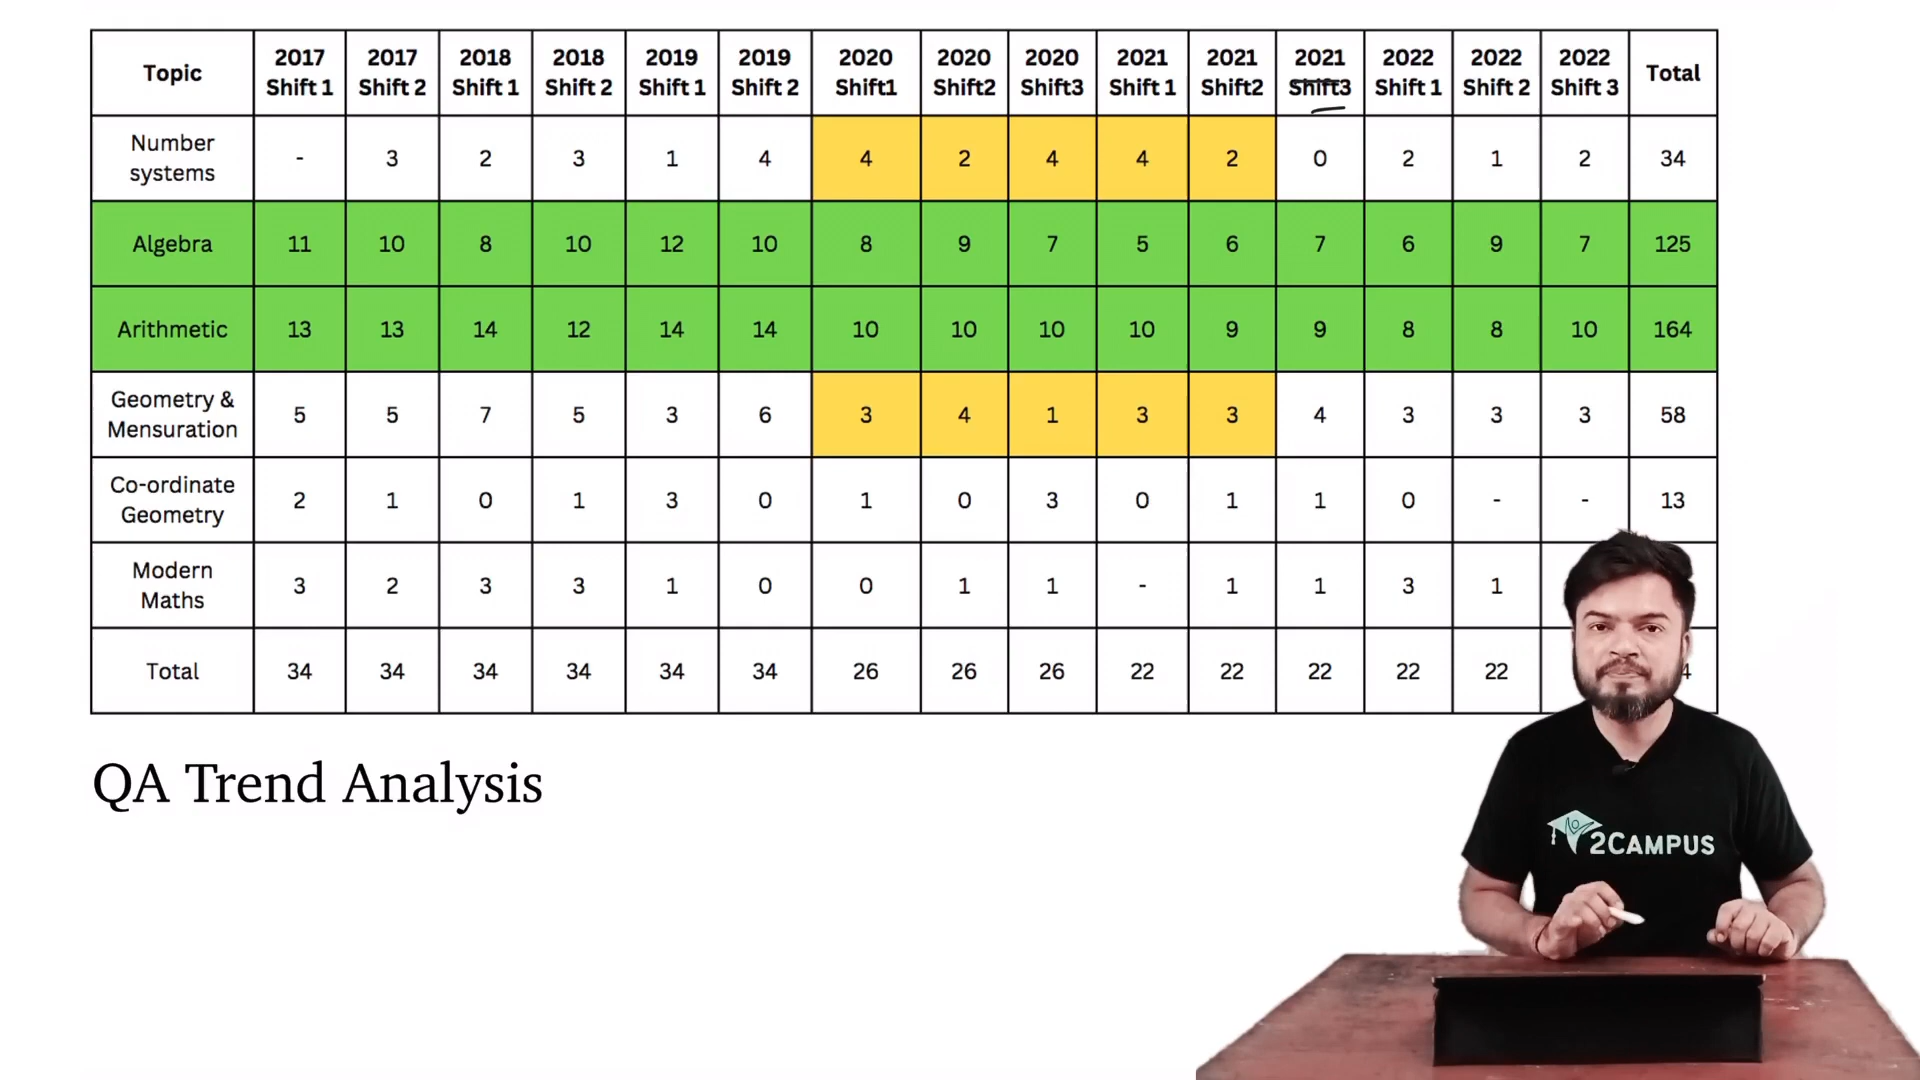 Topic 2017 Shift 1 2017 Shift 2 2018 Shift 1 2018 Shift 2 2019 Shift 1 2019 Shift 2 2020 Shift1 2020 Shift2 2020 Shift3 2021 Shift 1 2021 Shift2 2021 Shift3 2022 Shift 1 2022 Shift 2 2022 Shift 3 Total
Number systems - 3 2 3 1 4 4 2 4 4 2 0 2 1 2 34
Algebra 11 10 8 10 12 10 8 9 7 5 6 7 6 9 7 125
Arithmetic 13 13 14 12 14 14 10 10 10 10 9 9 8 8 10 164
Geometry & Mensuration 5 5 7 5 3 6 3 4 1 3 3 4 3 3 3 58
Co-ordinate Geometry 2 1 0 1 3 0 1 0 3 0 1 1 0 - - 13
Modern Maths 3 2 3 3 1 0 0 1 1 - 1 1 3 1
Total 34 34 34 34 34 34 26 26 26 22 22 22 22 22
QA Trend Analysis
2CAMPUS